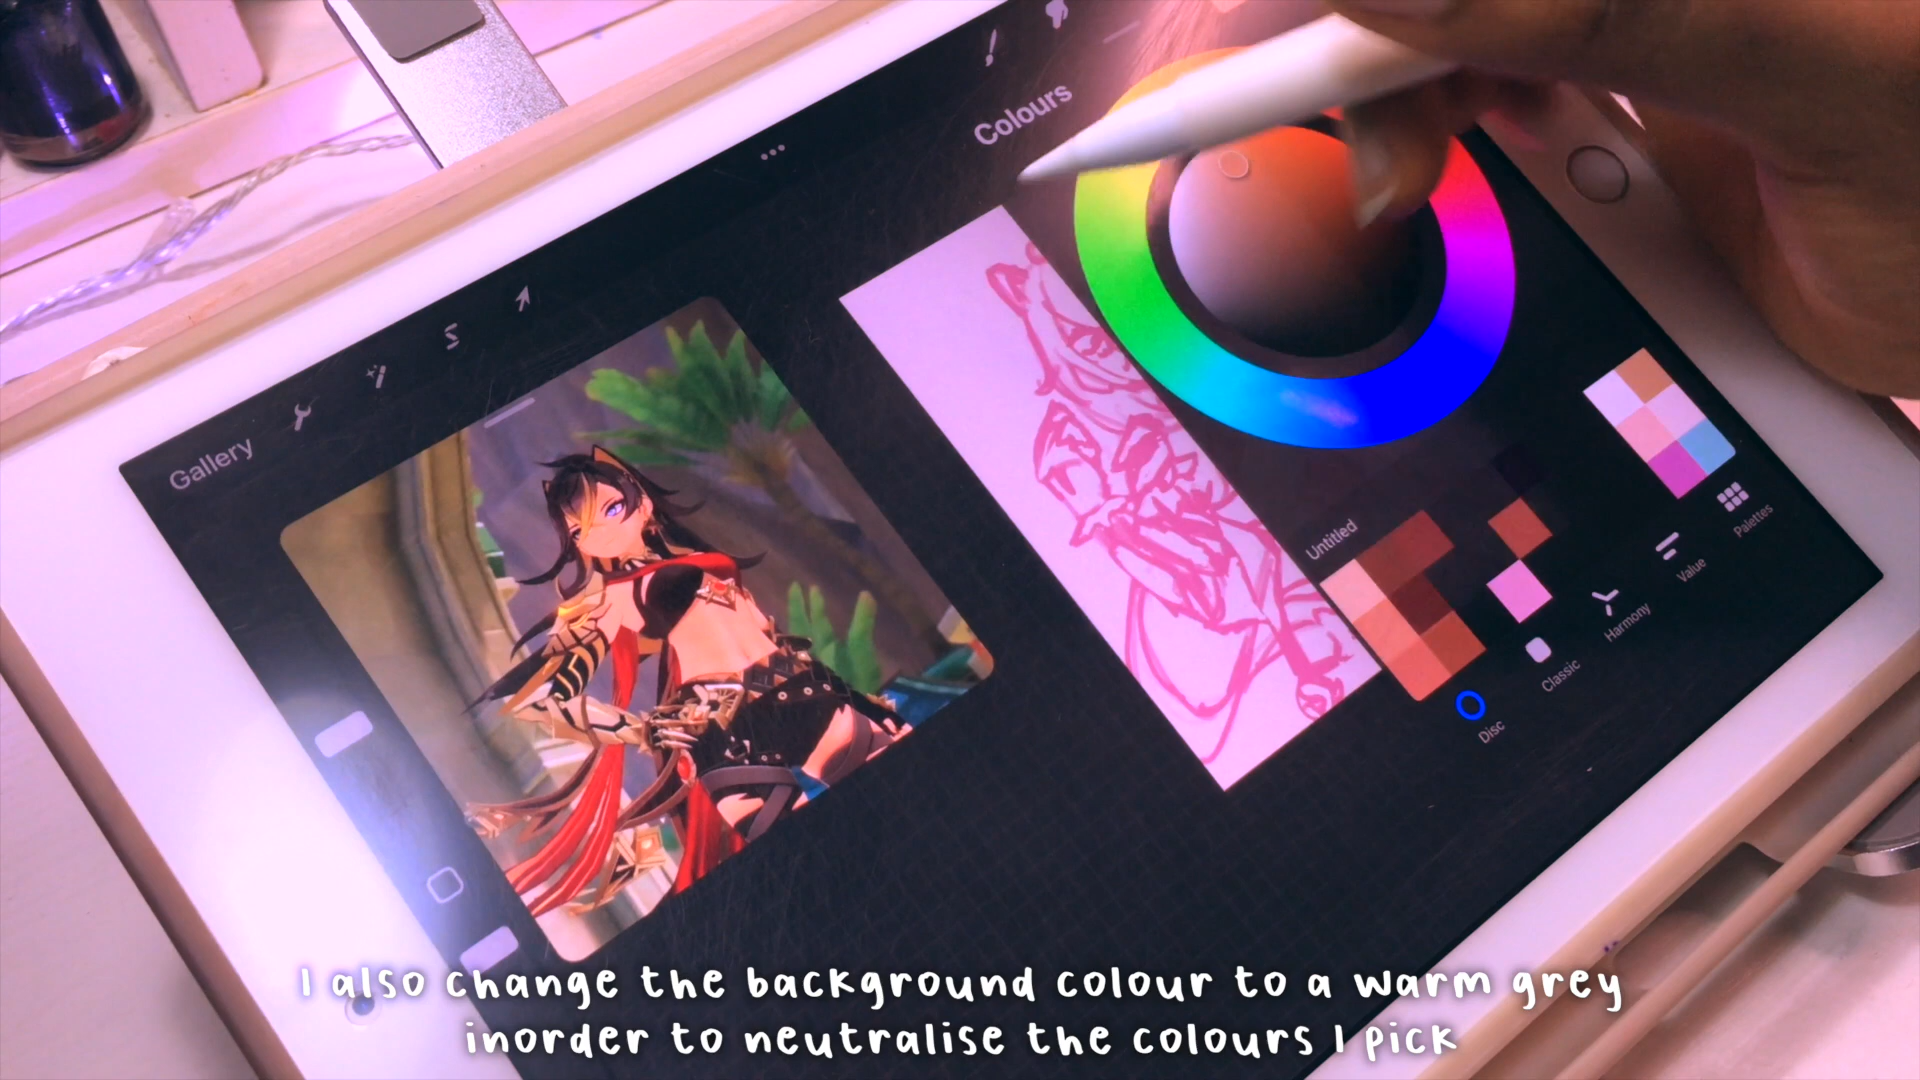 Gallery
Colours
Untitled
Disc
Classic
Harmony
Value
Palettes
I also change the background colour to a warm grey
inorder to neutralise the colours I pick